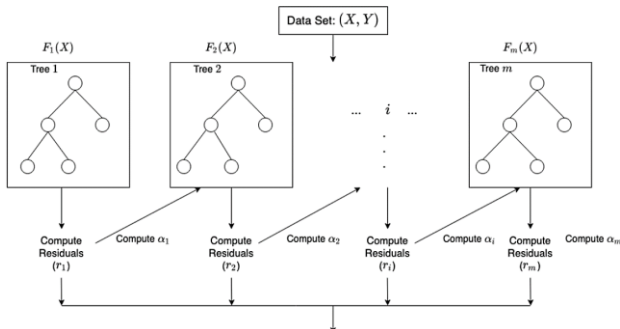 Data Set: (X, Y)
F₁(X)
F₂(X)
Fₘ(X)
Tree 1
Tree 2
Tree m
... i ...
.
.
.
Compute
Residuals
(r₁)
Compute α₁
Compute
Residuals
(r₂)
Compute α₂
Compute
Residuals
(rᵢ)
Compute αᵢ
Compute
Residuals
(rₘ)
Compute αₘ